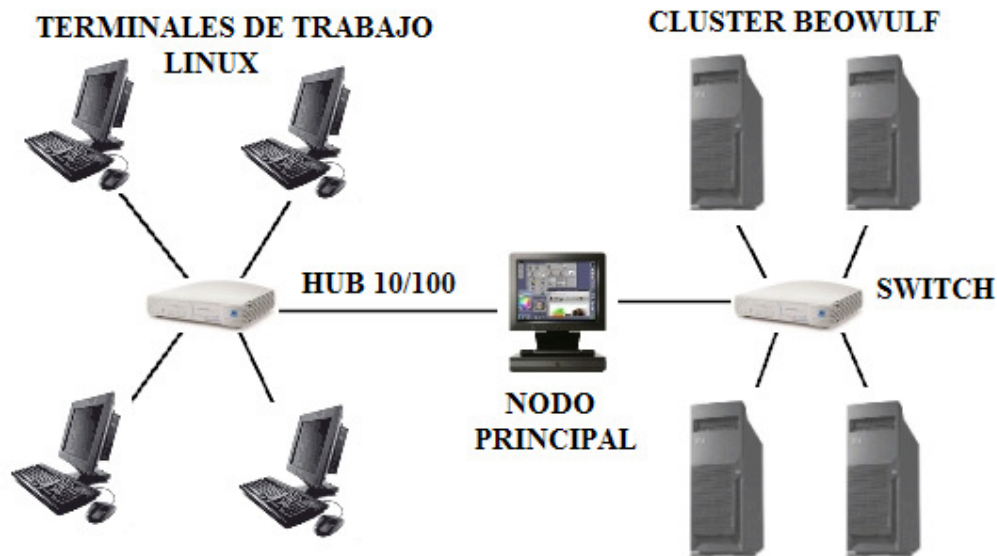 TERMINALES DE TRABAJO
LINUX
CLUSTER BEOWULF
HUB 10/100
SWITCH
NODO
PRINCIPAL